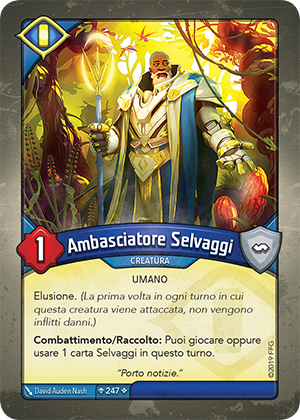 1
Ambasciatore Selvaggi
CREATURA
UMANO
Elusione. (La prima volta in ogni turno in cui
questa creatura viene attaccata, non vengono
inflitti danni.)
Combattimento/Raccolto: Puoi giocare oppure
usare 1 carta Selvaggi in questo turno.
"Porto notizie."
©2019 FFG
David Auden Nash
247